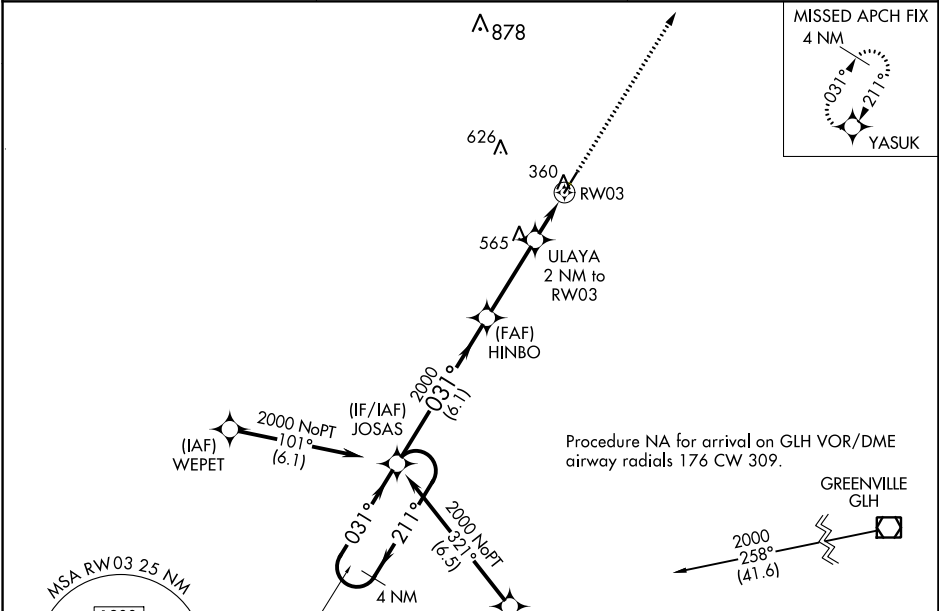 878
MISSED APCH FIX
4 NM
031°
211°
YASUK
626
360
RW03
565
ULAYA
2 NM to
RW03
(FAF)
HINBO
2000
031°
(6.1)
(IF/IAF)
JOSAS
2000 NoPT
101°
(6.1)
(IAF)
WEPET
Procedure NA for arrival on GLH VOR/DME
airway radials 176 CW 309.
GREENVILLE
GLH
2000
258°
(41.6)
031°
211°
2000 NoPT
321°
(6.5)
4 NM
MSA RW03 25 NM